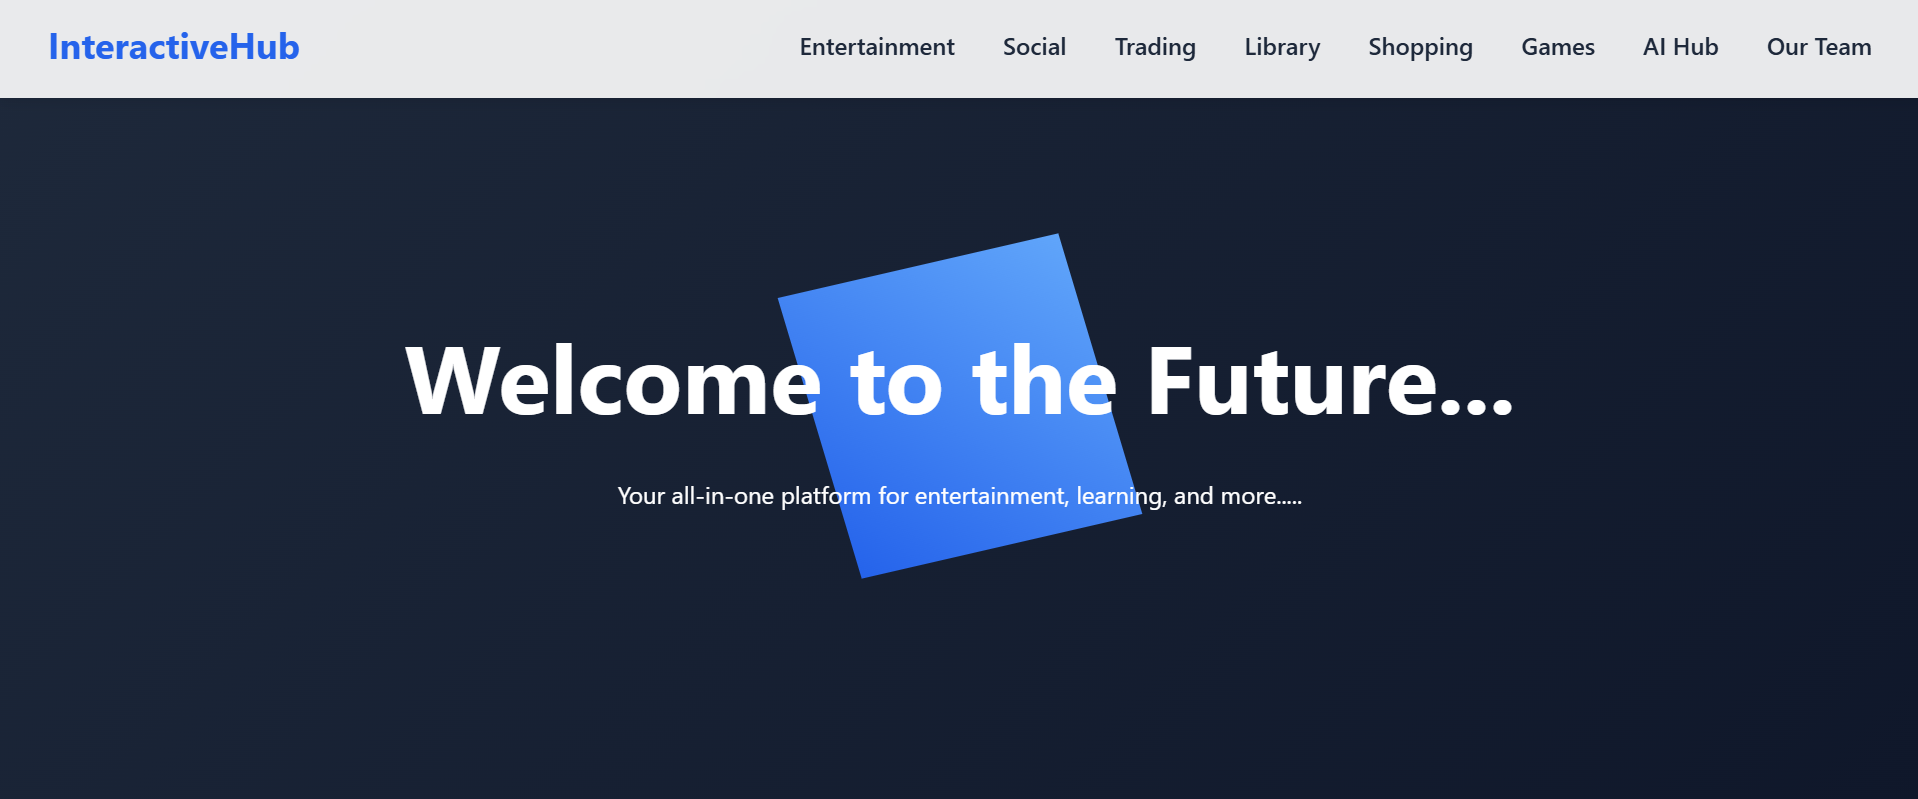 InteractiveHub
Entertainment Social Trading Library Shopping Games AI Hub Our Team
Welcome to the Future...
Your all-in-one platform for entertainment, learning, and more.....